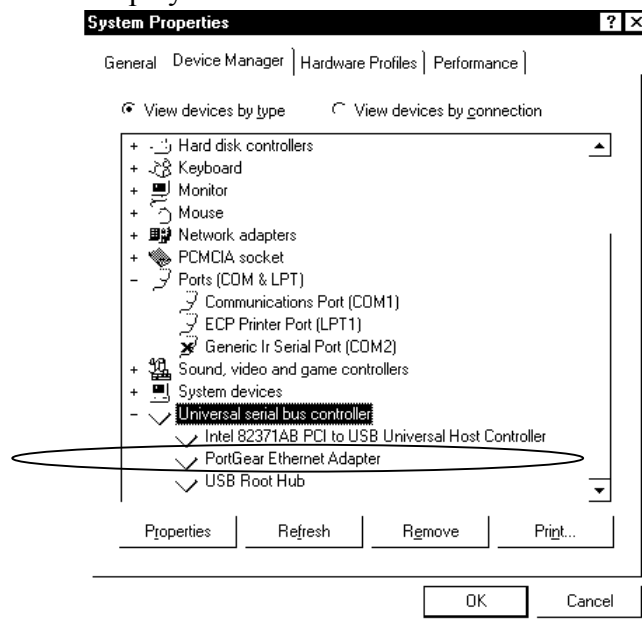 System Properties
General Device Manager Hardware Profiles Performance
View devices by type View devices by connection
Hard disk controllers
Keyboard
Monitor
Mouse
Network adapters
PCMCIA socket
Ports (COM & LPT)
Communications Port (COM1)
ECP Printer Port (LPT1)
Generic Ir Serial Port (COM2)
Sound, video and game controllers
System devices
Universal serial bus controller
Intel 82371AB PCI to USB Universal Host Controller
PortGear Ethernet Adapter
USB Root Hub
Properties Refresh Remove Print...
OK Cancel